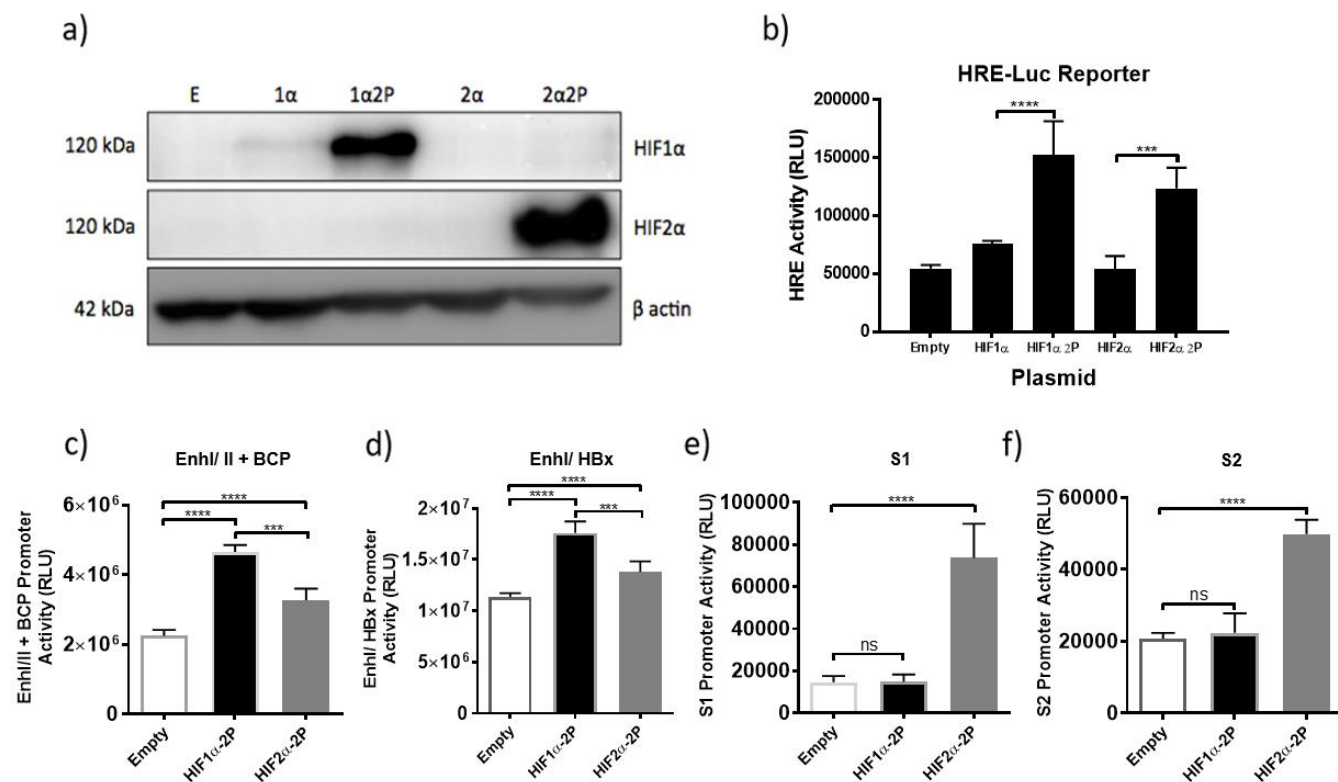 a)
E 1α 1α2P 2α 2α2P
120 kDa HIF1α
120 kDa HIF2α
42 kDa β actin
b)
HRE-Luc Reporter
HRE Activity (RLU)
200000
150000
100000
50000
0
**** ***
Empty HIF1α HIF1α 2P HIF2α HIF2α 2P
Plasmid
c)
EnhI/ II + BCP
EnhI/II + BCP Promoter
Activity (RLU)
6×10⁶
4×10⁶
2×10⁶
0
****
****
***
Empty HIF1α-2P HIF2α-2P
d)
EnhI/ HBx
EnhI/ HBx Promoter
Activity (RLU)
2×10⁷
1×10⁷
1×10⁷
5×10⁶
0
****
****
***
Empty HIF1α-2P HIF2α-2P
e)
S1
S1 Promoter Activity (RLU)
100000
80000
60000
40000
20000
0
****
ns
Empty HIF1α-2P HIF2α-2P
f)
S2
S2 Promoter Activity (RLU)
60000
40000
20000
0
****
ns
Empty HIF1α-2P HIF2α-2P